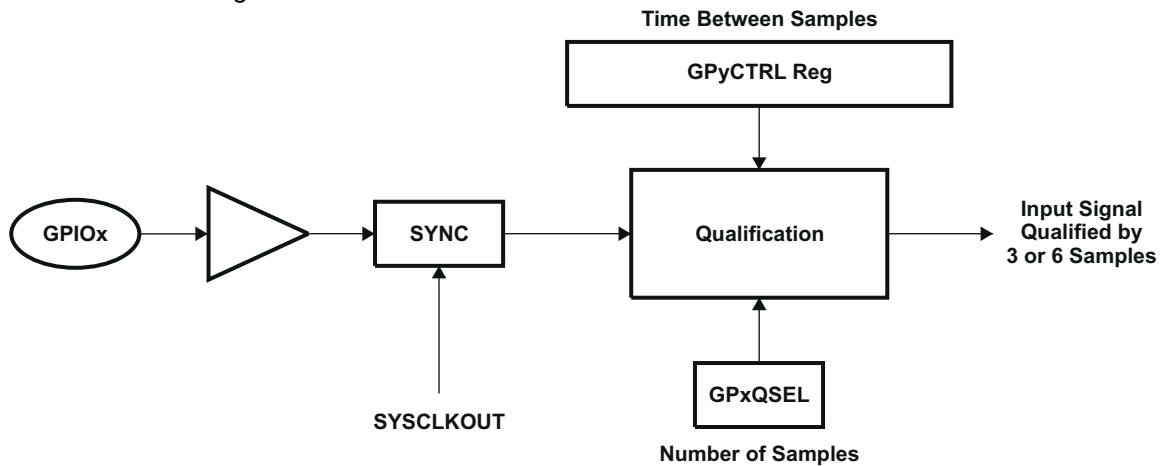 Time Between Samples
GPyCTRL Reg
GPIOx
SYNC
Qualification
Input Signal
Qualified by
3 or 6 Samples
GPxQSEL
SYSCLKOUT
Number of Samples